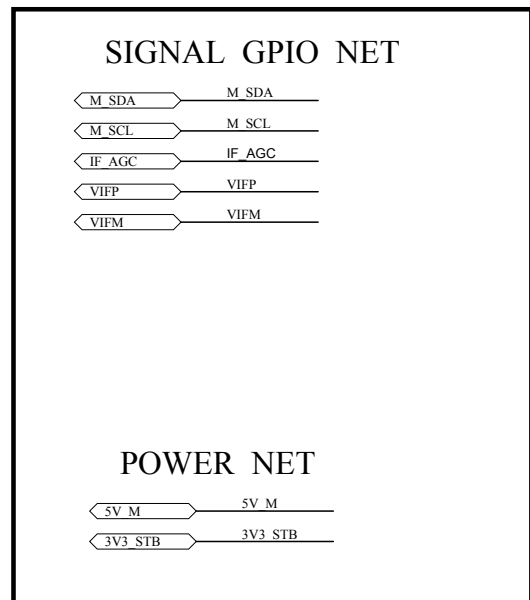 SIGNAL GPIO NET
M_SDA M_SDA
M_SCL M_SCL
IF_AGC IF_AGC
VIFP VIFP
VIFM VIFM
POWER NET
5V_M 5V_M
3V3_STB 3V3_STB